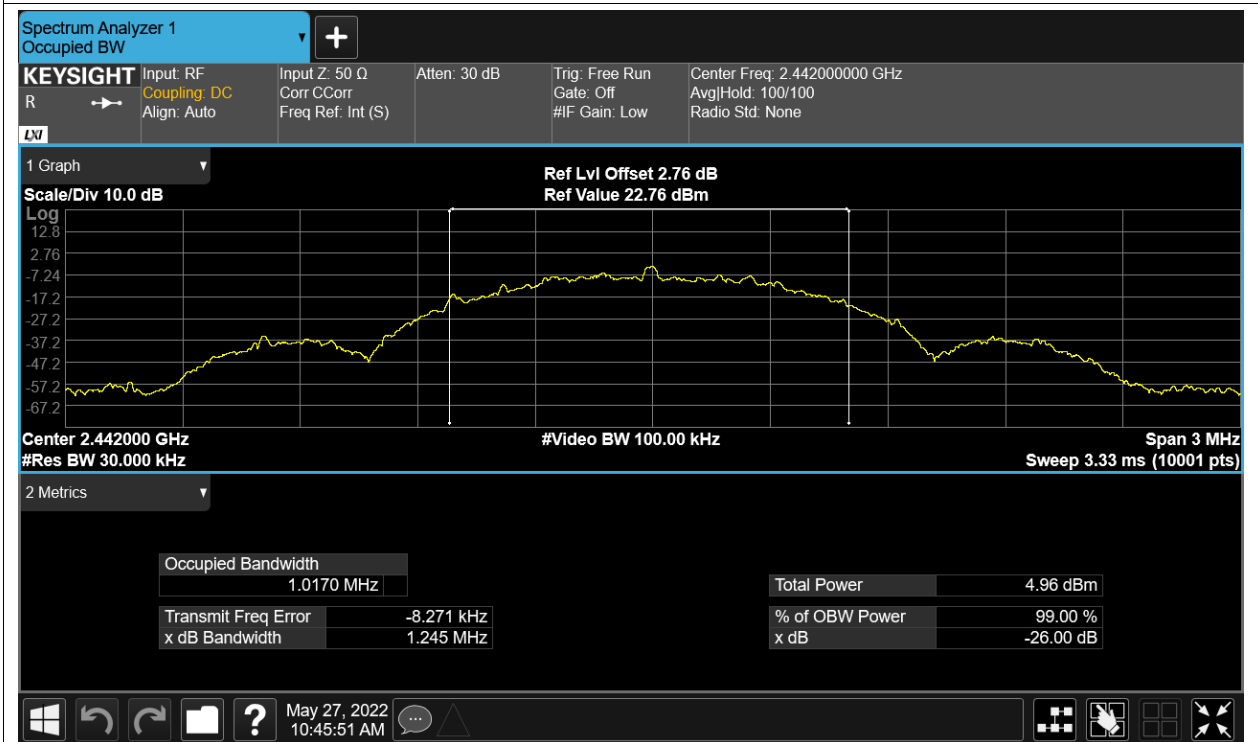 Spectrum Analyzer 1
Occupied BW
KEYSIGHT
R
LXI
Input: RF
Coupling: DC
Align: Auto
Input Z: 50 Ω
Corr CCorr
Freq Ref: Int (S)
Atten: 30 dB
Trig: Free Run
Gate: Off
#IF Gain: Low
Center Freq: 2.442000000 GHz
Avg|Hold: 100/100
Radio Std: None
1 Graph
Scale/Div 10.0 dB
Ref Lvl Offset 2.76 dB
Ref Value 22.76 dBm
Log
12.8
2.76
-7.24
-17.2
-27.2
-37.2
-47.2
-57.2
-67.2
Center 2.442000 GHz
#Res BW 30.000 kHz
#Video BW 100.00 kHz
Span 3 MHz
Sweep 3.33 ms (10001 pts)
2 Metrics
Occupied Bandwidth
1.0170 MHz
Transmit Freq Error -8.271 kHz
x dB Bandwidth 1.245 MHz
Total Power 4.96 dBm
% of OBW Power 99.00 %
x dB -26.00 dB
?
May 27, 2022
10:45:51 AM